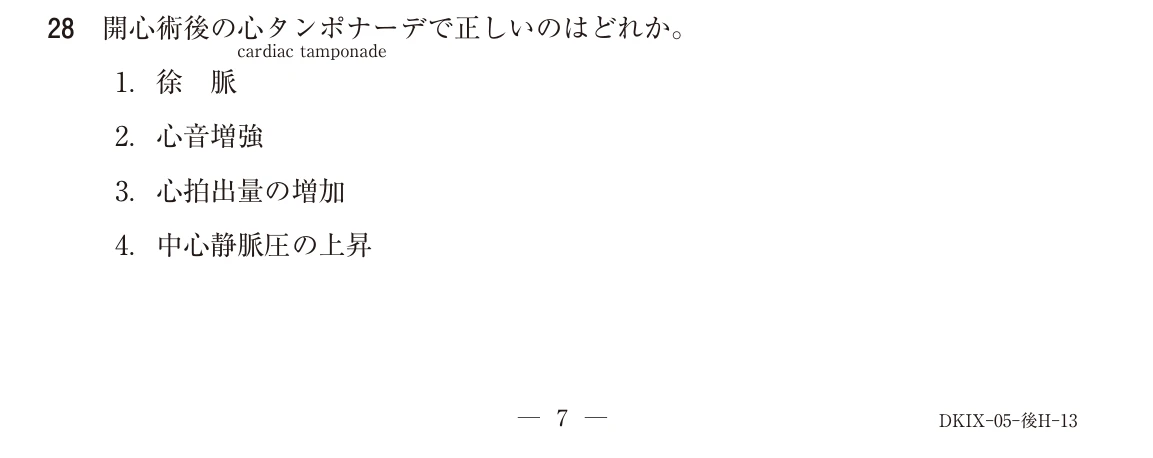 28 開心術後の心タンポナーデで正しいのはどれか。
cardiac tamponade
1. 徐　脈
2. 心音増強
3. 心拍出量の増加
4. 中心静脈圧の上昇
— 7 —
DKIX-05-後H-13